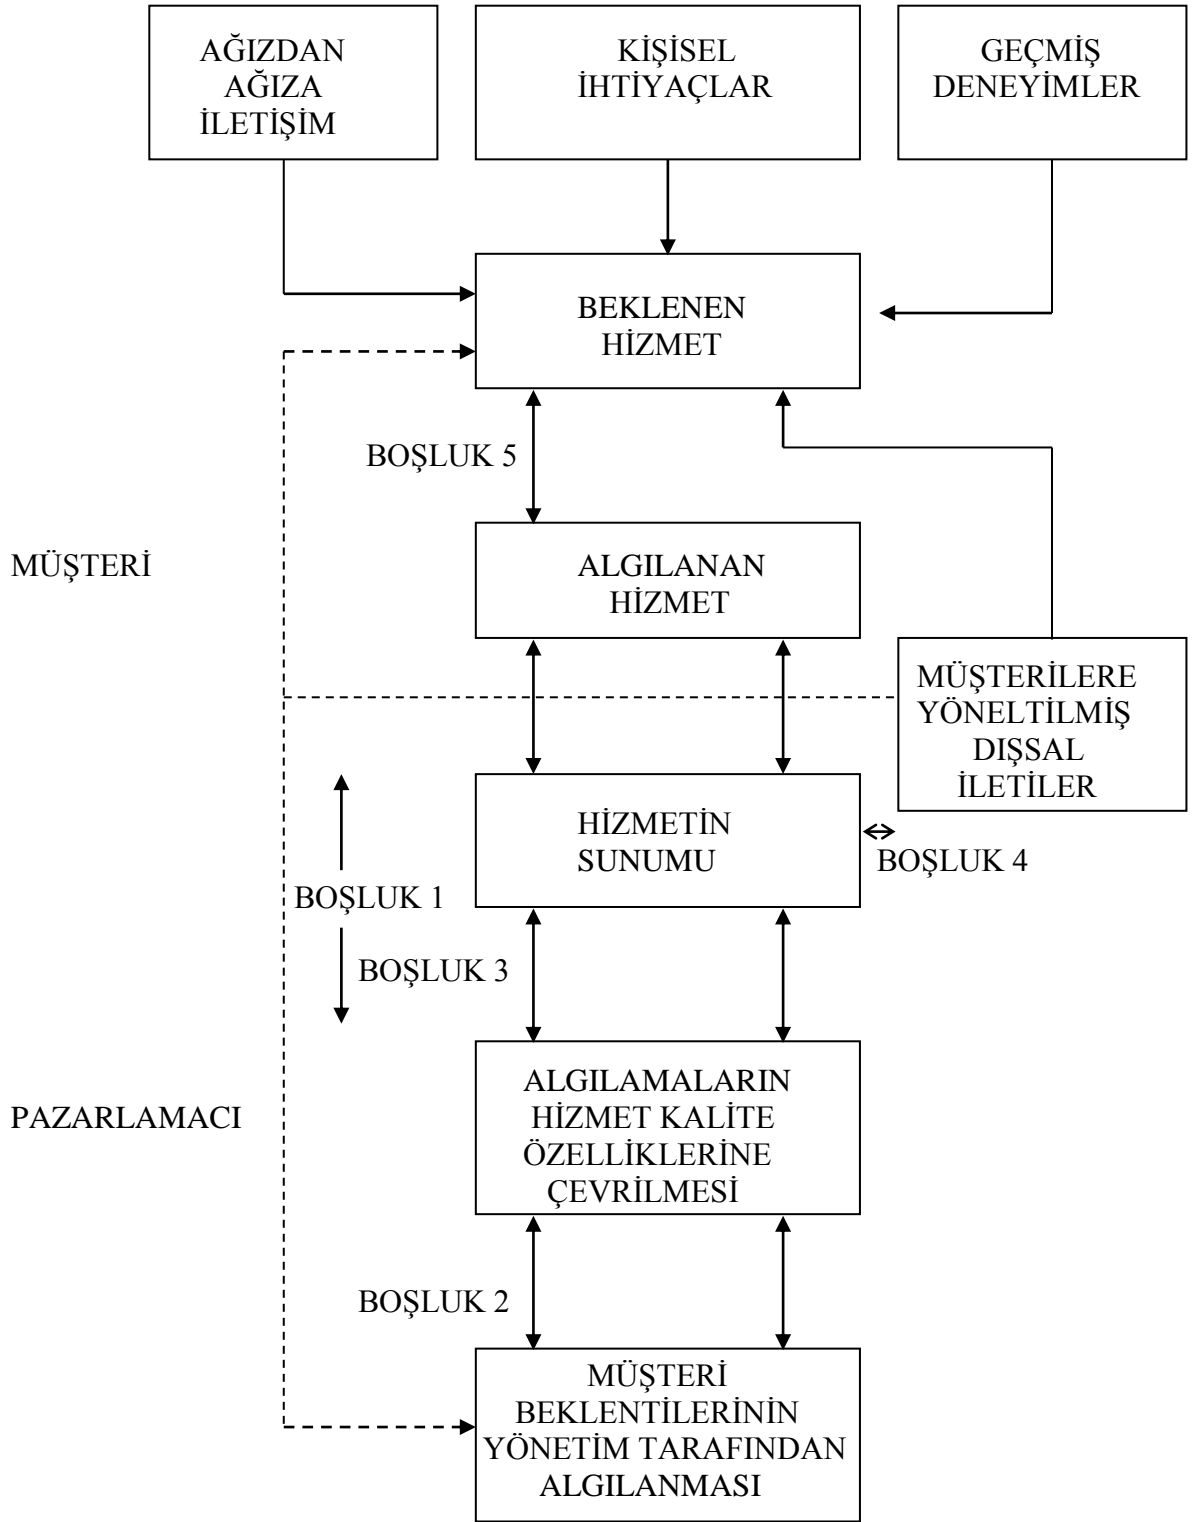 AĞIZDAN
AĞIZA
İLETİŞİM
KİŞİSEL
İHTİYAÇLAR
GEÇMİŞ
DENEYİMLER
BEKLENEN
HİZMET
BOŞLUK 5
MÜŞTERİ
ALGILANAN
HİZMET
MÜŞTERİLERE
YÖNELTİLMİŞ
DIŞSAL
İLETİLER
HİZMETİN
SUNUMU
BOŞLUK 4
BOŞLUK 1
BOŞLUK 3
PAZARLAMACI
ALGILAMALARIN
HİZMET KALİTE
ÖZELLİKLERİNE
ÇEVRİLMESİ
BOŞLUK 2
MÜŞTERİ
BEKLENTİLERİNİN
YÖNETİM TARAFINDAN
ALGILANMASI